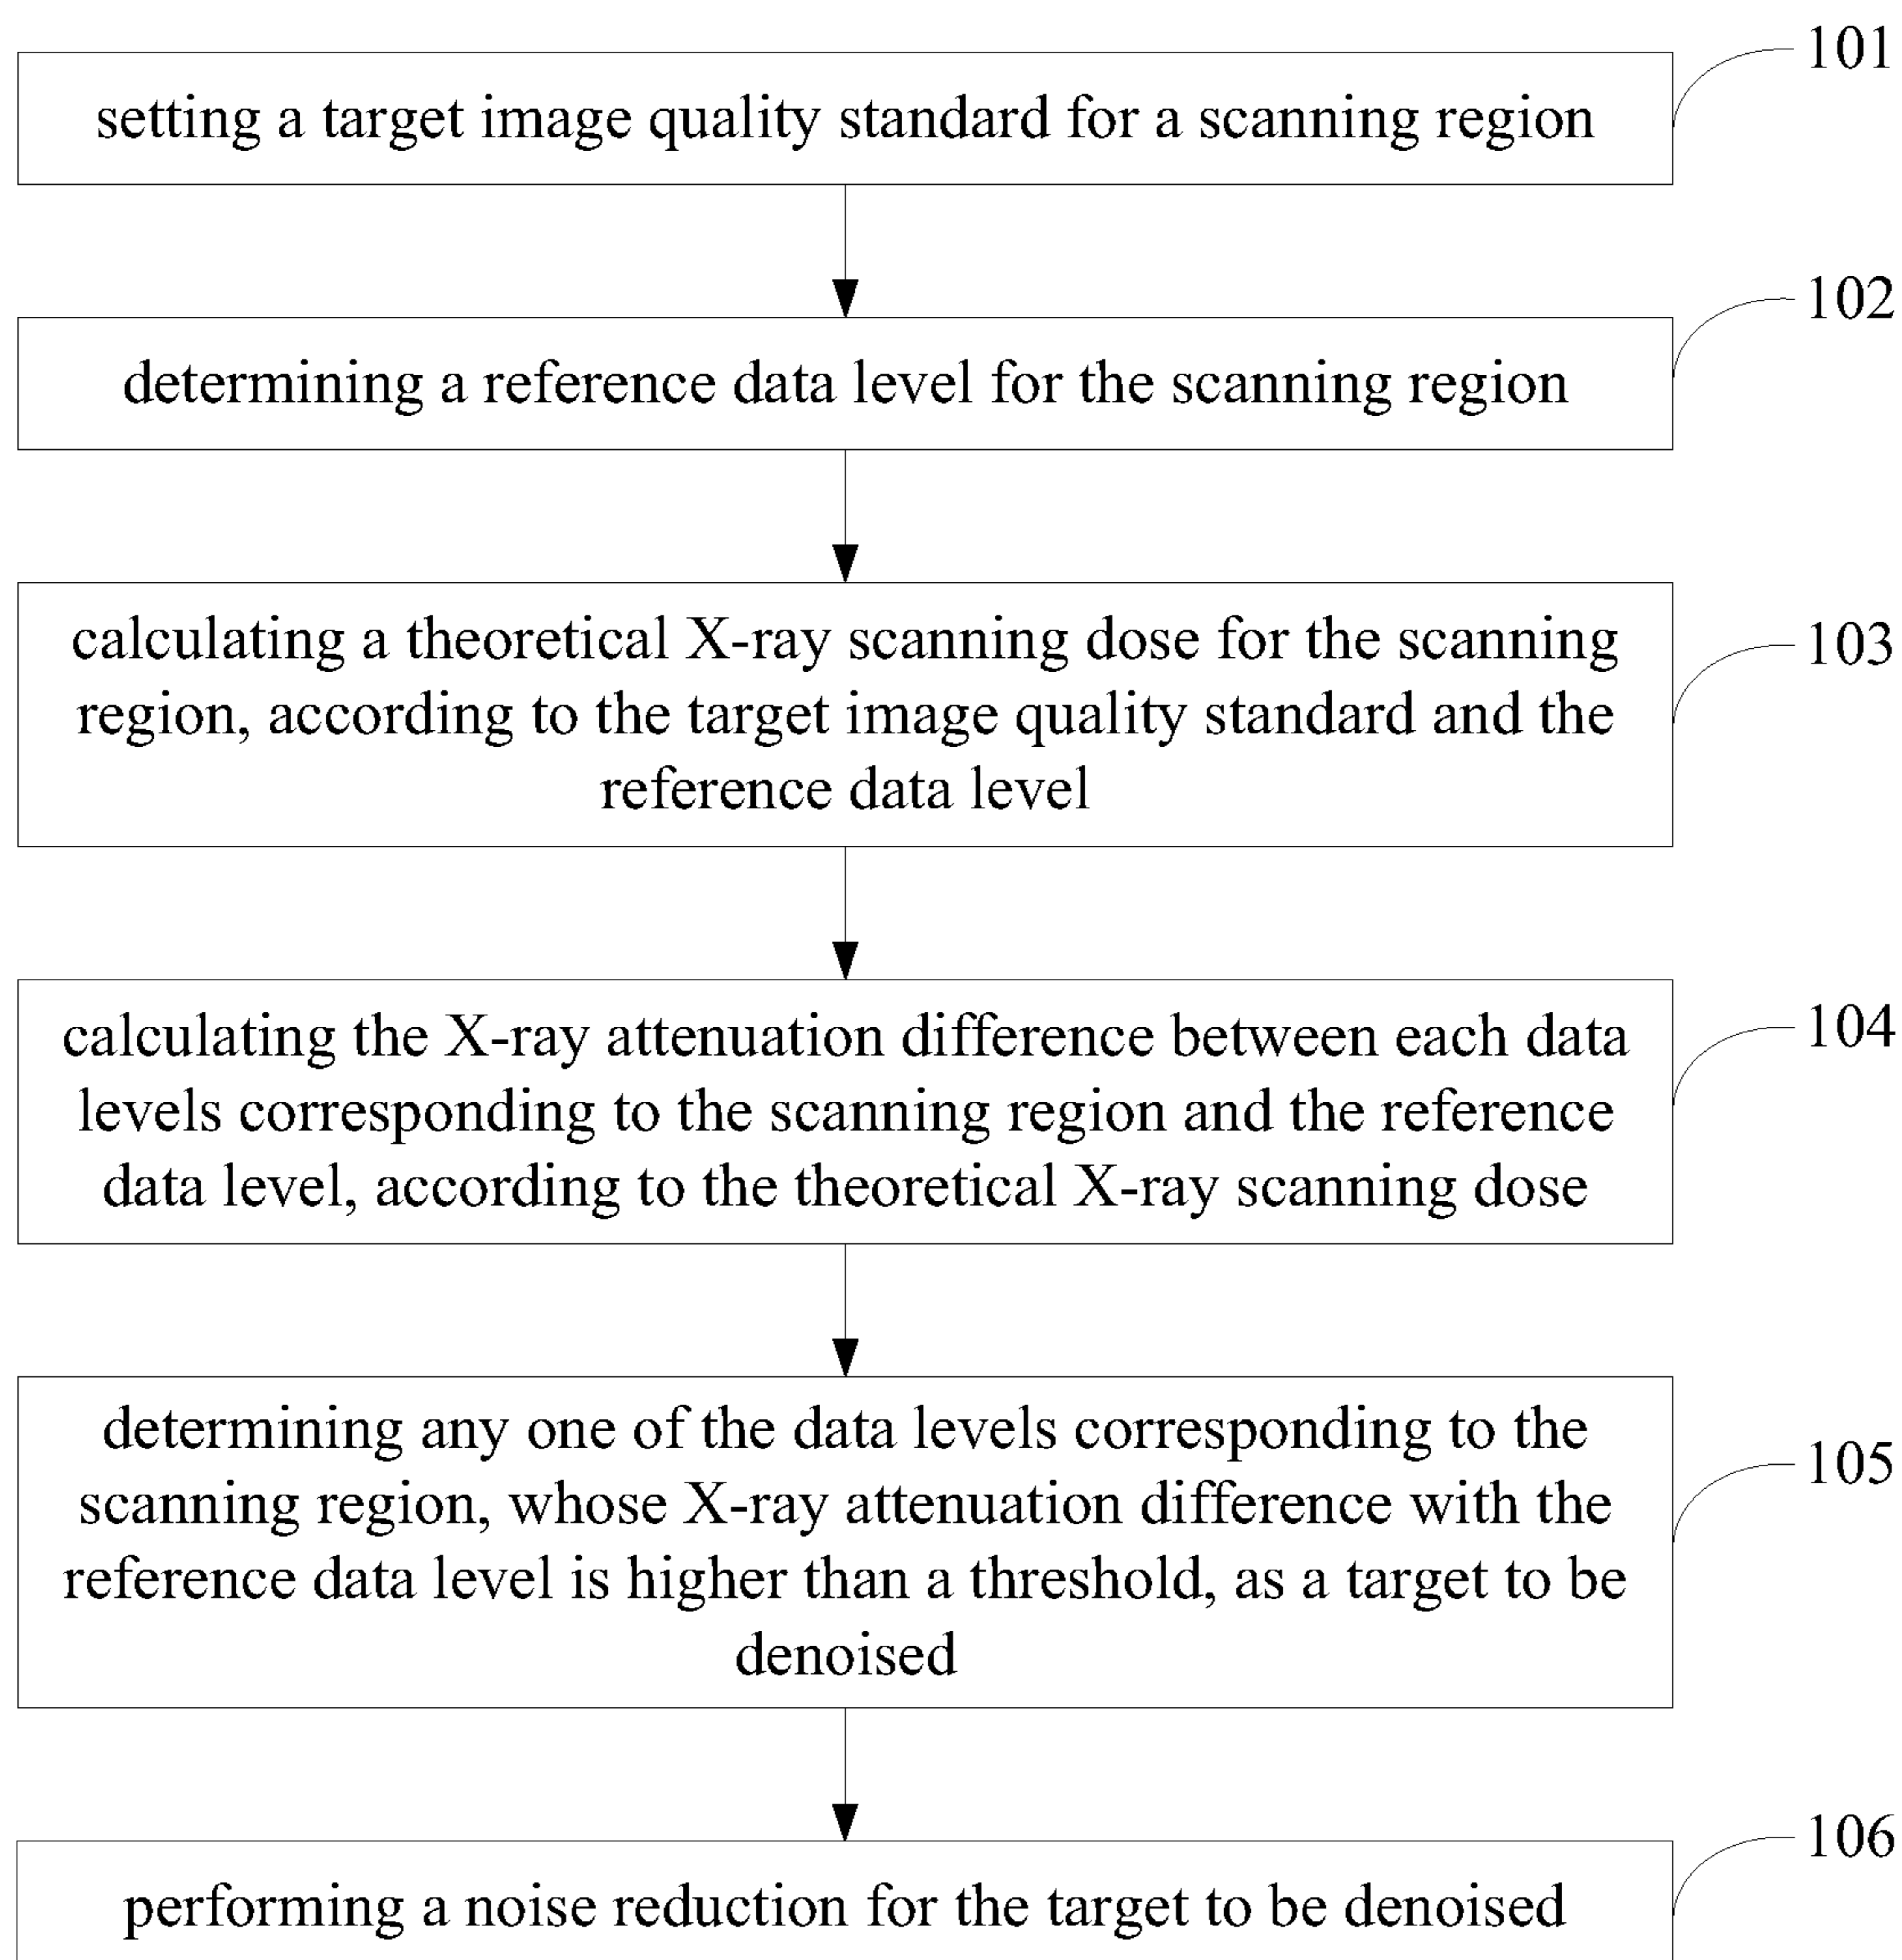 101
setting a target image quality standard for a scanning region
102
determining a reference data level for the scanning region
calculating a theoretical X-ray scanning dose for the scanning
region, according to the target image quality standard and the
reference data level
103
calculating the X-ray attenuation difference between each data
levels corresponding to the scanning region and the reference
data level, according to the theoretical X-ray scanning dose
104
determining any one of the data levels corresponding to the
scanning region, whose X-ray attenuation difference with the
reference data level is higher than a threshold, as a target to be
denoised
105
106
performing a noise reduction for the target to be denoised